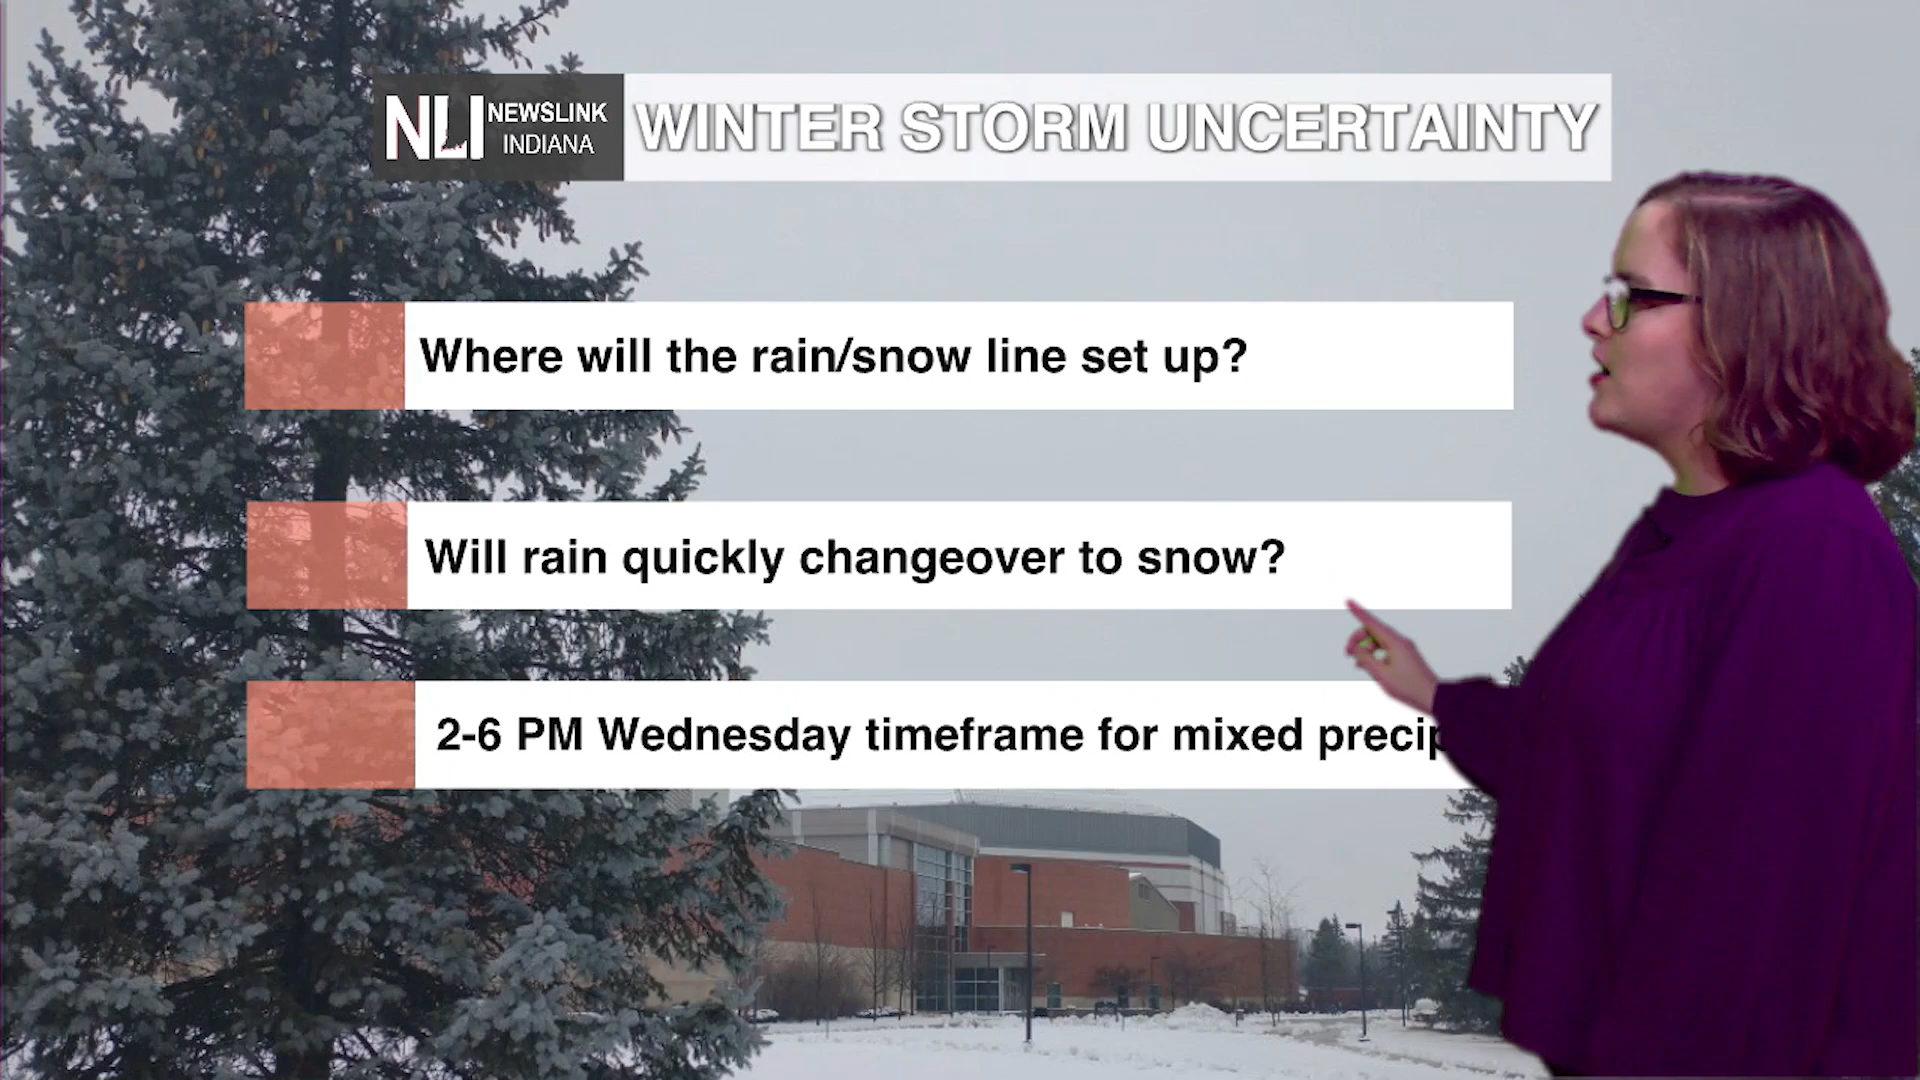 NLI NEWSLINK INDIANA
WINTER STORM UNCERTAINTY
Where will the rain/snow line set up?
Will rain quickly changeover to snow?
2-6 PM Wednesday timeframe for mixed precip